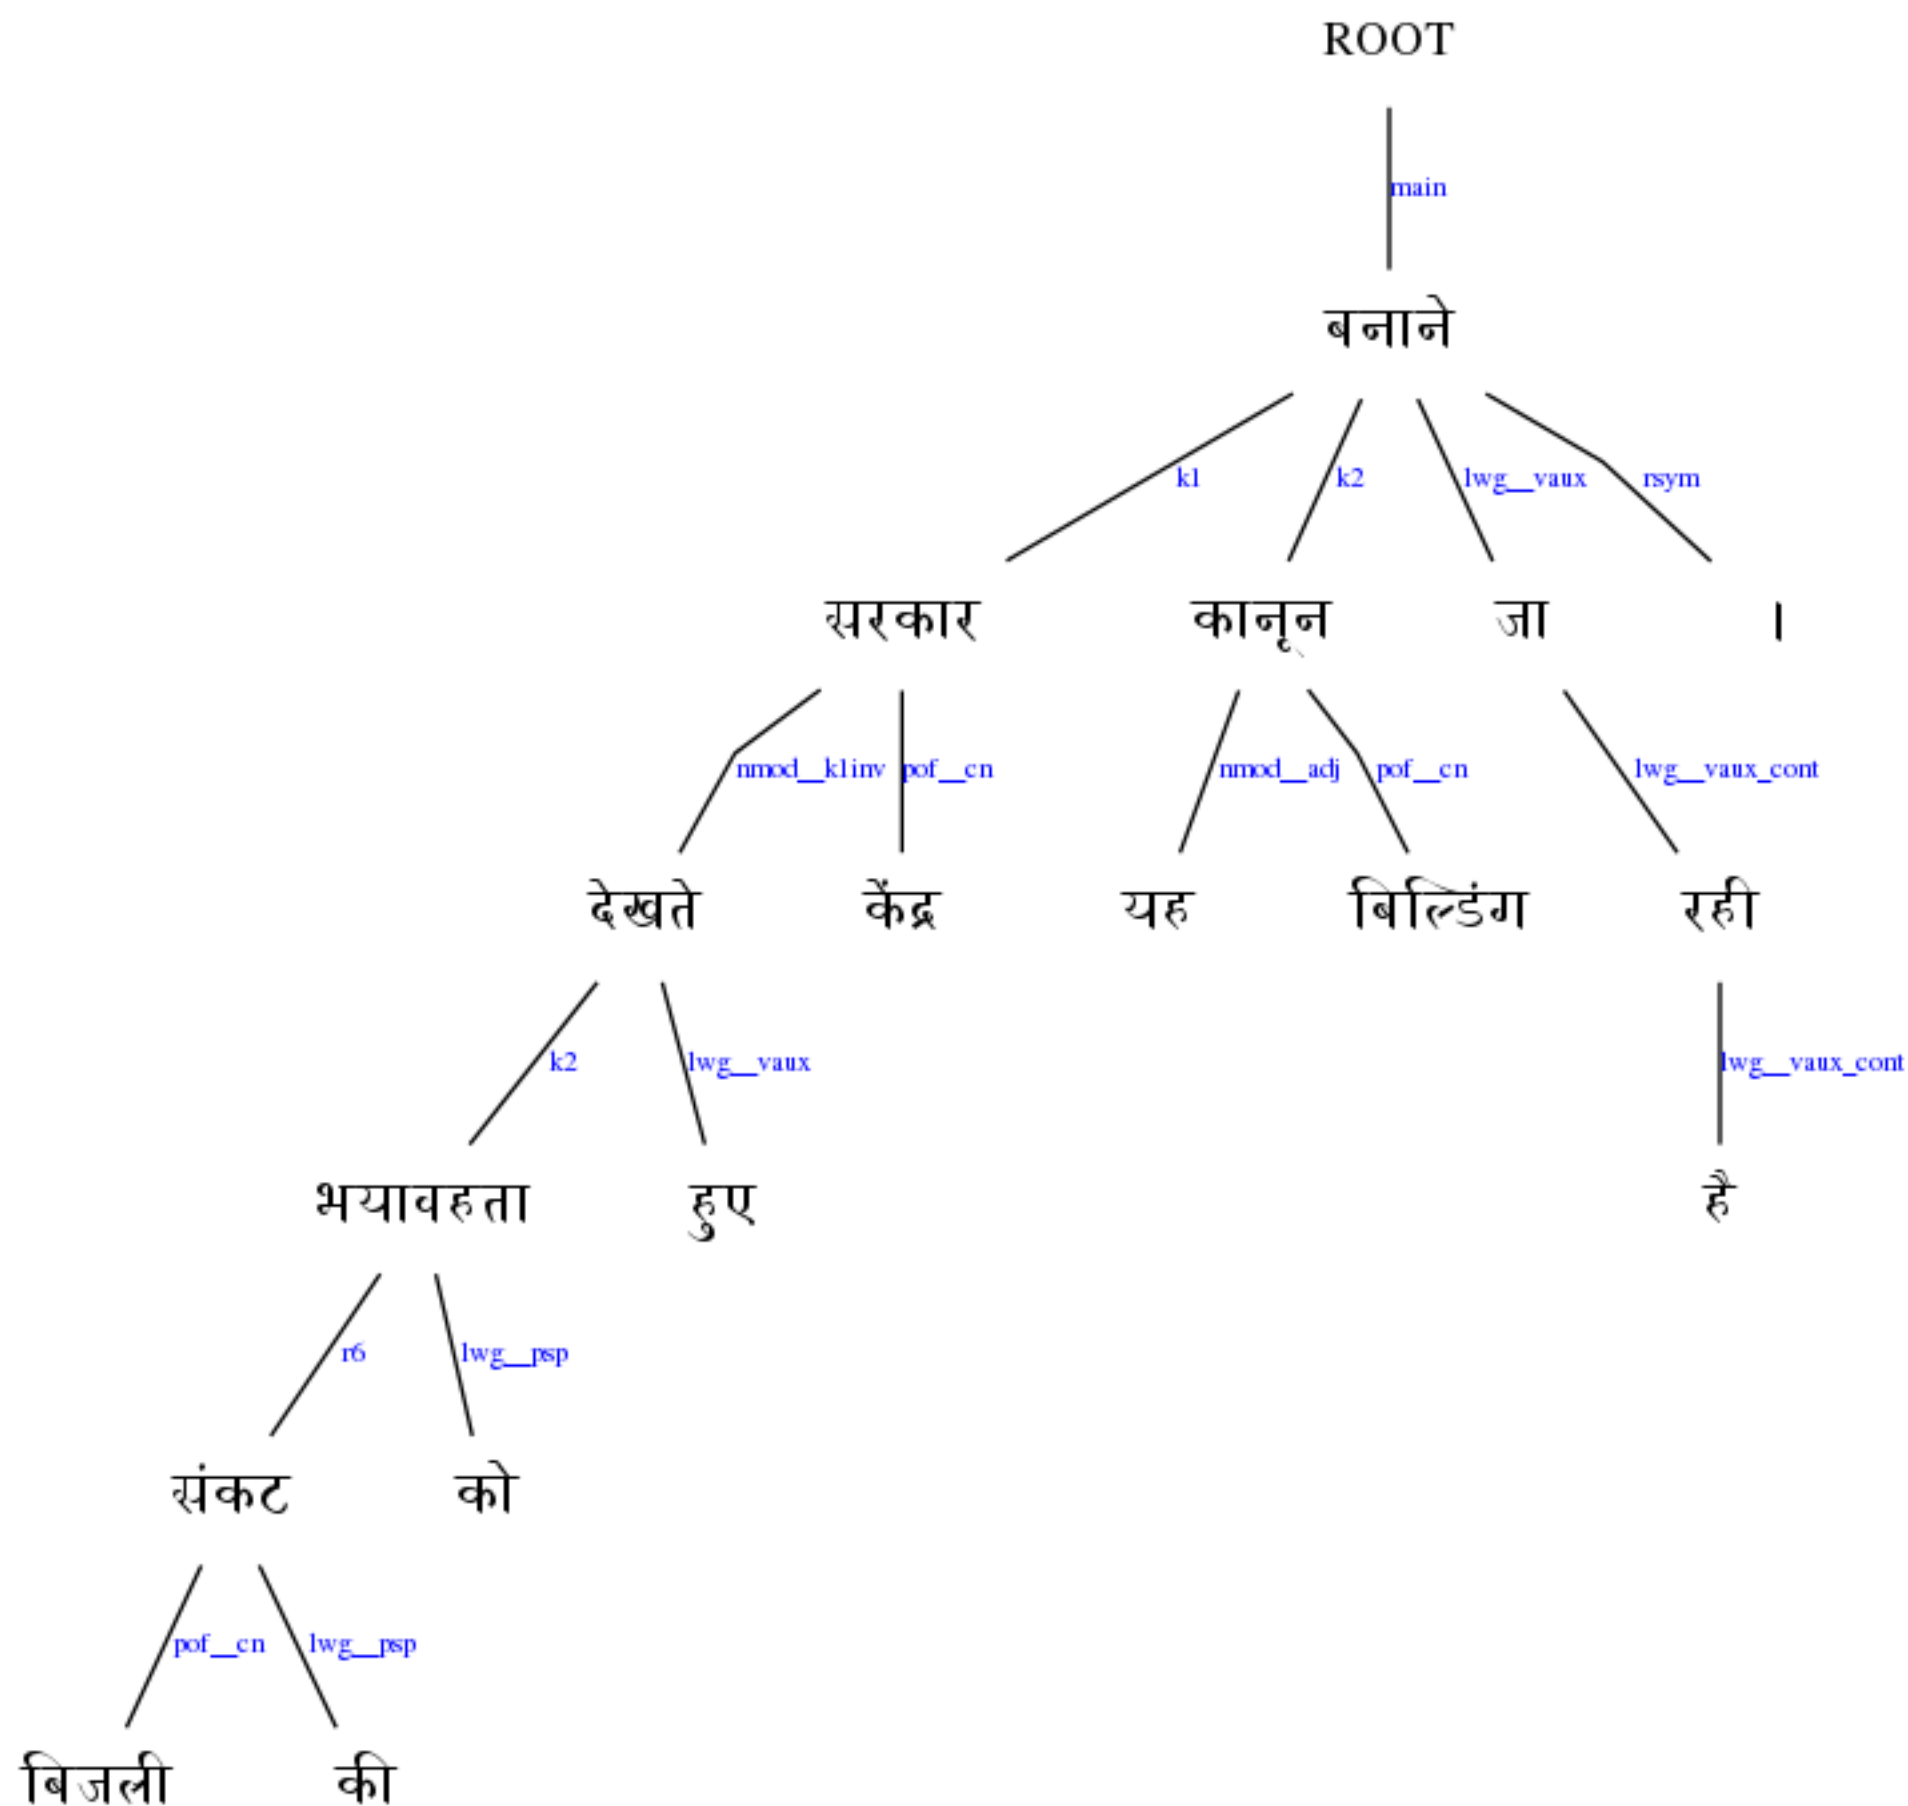 ROOT
main
बनाने
k1 k2 lwg__vaux rsym
सरकार कानून जा ।
nmod__k1inv pof__cn nmod__adj pof__cn lwg__vaux_cont
देखते केंद्र यह बिल्डिंग रही
k2 lwg__vaux lwg__vaux_cont
भयावहता हुए है
r6 lwg__psp
संकट को
pof__cn lwg__psp
बिजली की